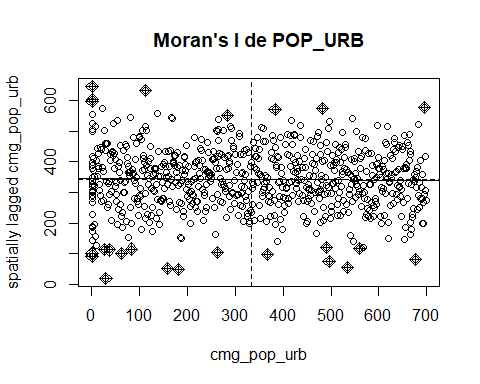 Moran's I de POP_URB
spatially lagged cmg_pop_urb
600
400
200
0
0 100 200 300 400 500 600 700
cmg_pop_urb